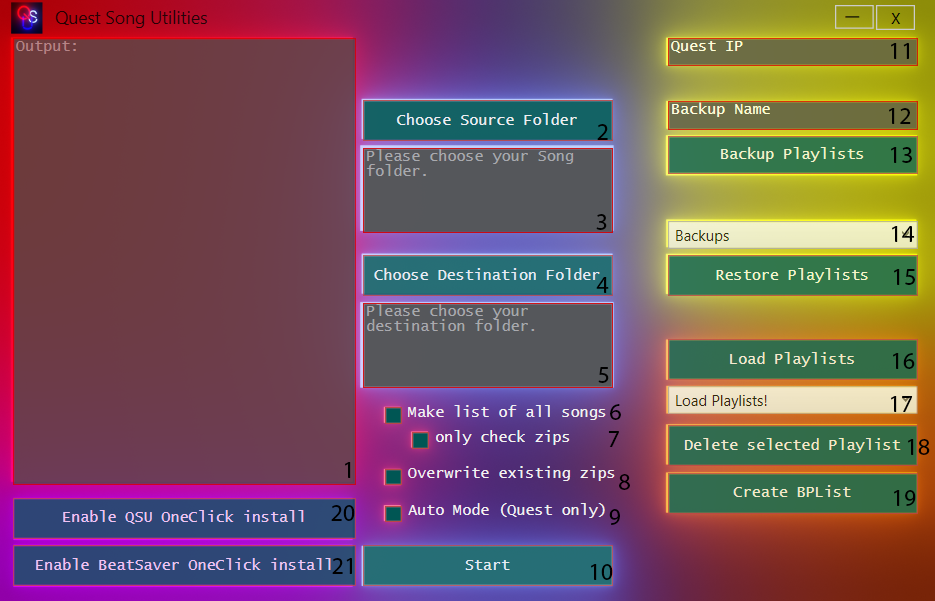 QS
Quest Song Utilities
— X
Output:
1
Enable QSU OneClick install 20
Enable BeatSaver OneClick install 21
Choose Source Folder 2
Please choose your Song
folder.
3
Choose Destination Folder 4
Please choose your
destination folder.
5
Make list of all songs 6
only check zips 7
Overwrite existing zips 8
Auto Mode (Quest only) 9
Start 10
Quest IP 11
Backup Name 12
Backup Playlists 13
Backups 14
Restore Playlists 15
Load Playlists 16
Load Playlists! 17
Delete selected Playlist 18
Create BPList 19